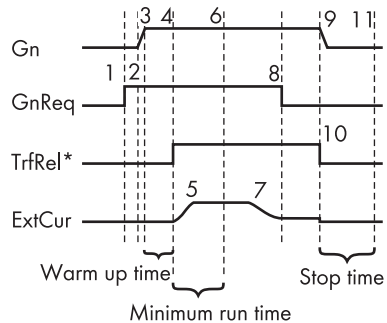 3 4 6 9 11
Gn
1 2 8
GnReq
10
TrfRel*
5 7
ExtCur
Warm up time Stop time
Minimum run time